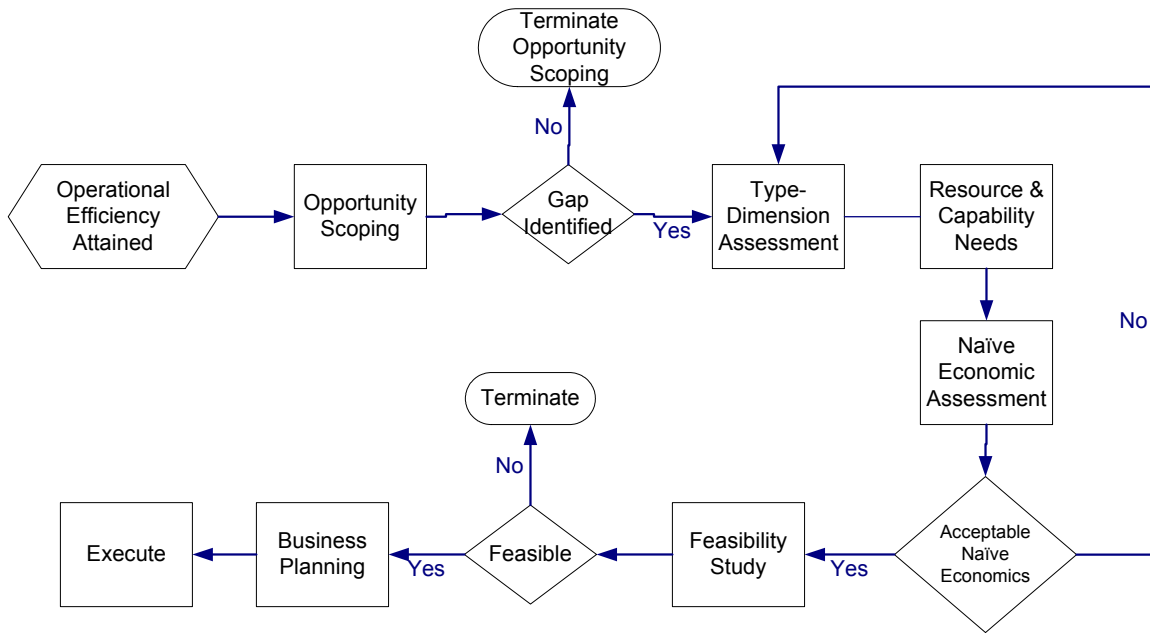 Terminate
Opportunity
Scoping
No
Operational
Efficiency
Attained
Opportunity
Scoping
Gap
Identified
Yes
Type-
Dimension
Assessment
Resource &
Capability
Needs
No
Naïve
Economic
Assessment
Terminate
No
Execute
Business
Planning
Yes
Feasible
Feasibility
Study
Yes
Acceptable
Naïve
Economics